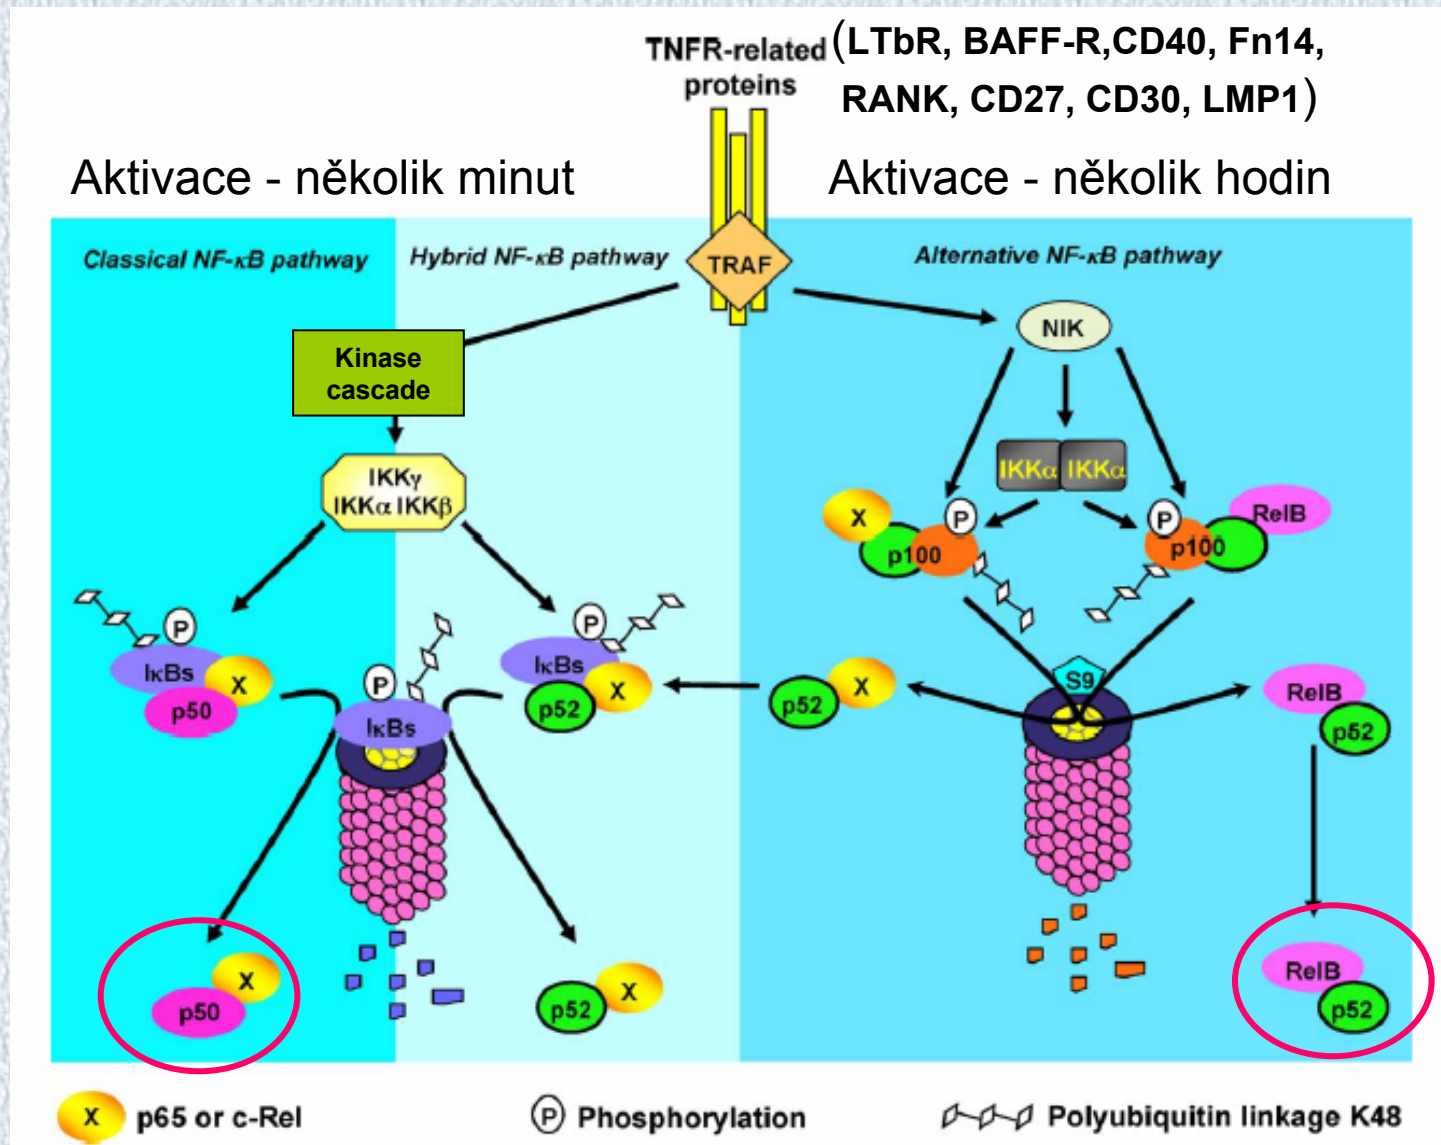 TNFR-related (LTbR, BAFF-R,CD40, Fn14,
proteins RANK, CD27, CD30, LMP1)
Aktivace - několik minut
Aktivace - několik hodin
Classical NF-κB pathway
Hybrid NF-κB pathway
TRAF
Alternative NF-κB pathway
NIK
Kinase
cascade
IKKγ
IKKα IKKβ
IKKα IKKα
X
P
p100
P
RelB
p100
P
IκBs
X
p50
P
IκBs
P
IκBs
X
p52
X
p52
S9
RelB
p52
X
p50
X
p52
RelB
p52
X p65 or c-Rel
P Phosphorylation
Polyubiquitin linkage K48